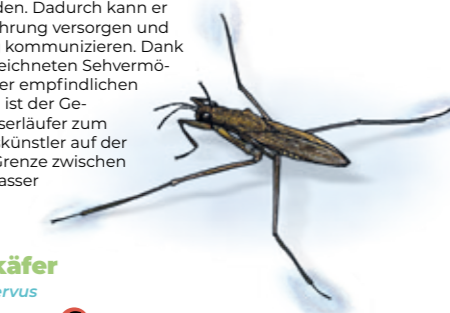 den. Dadurch kann er
hrung versorgen und
kommunizieren. Dank
eichneten Sehvermö-
er empfindlichen
ist der Ge-
serläufer zum
künstler auf der
Grenze zwischen
asser
käfer
ervus